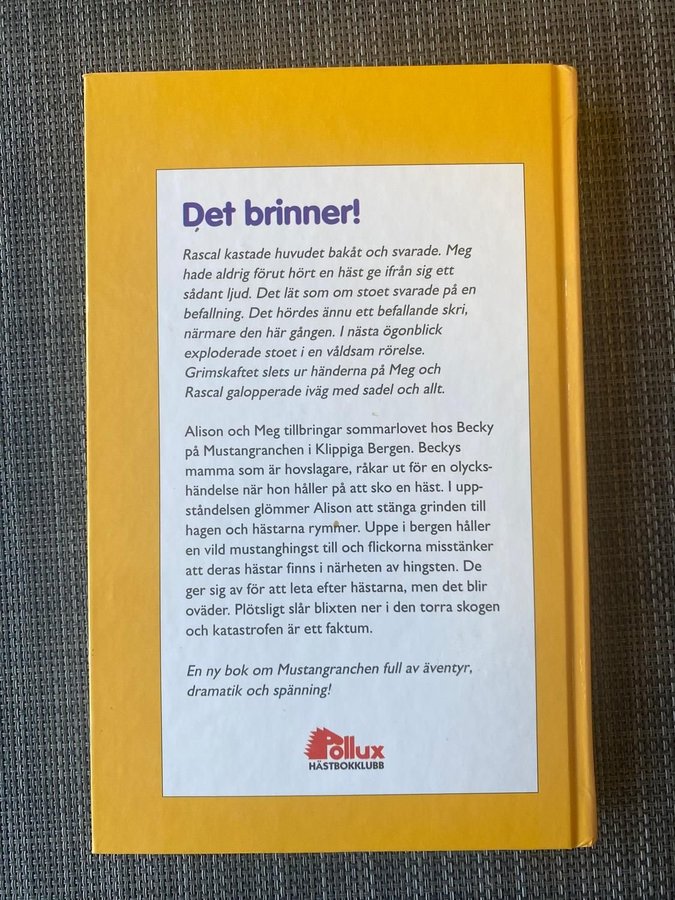 Det brinner!
Rascal kastade huvudet bakåt och svarade. Meg
hade aldrig förut hört en häst ge ifrån sig ett
sådant ljud. Det lät som om stoet svarade på en
befallning. Det hördes ännu ett befallande skri,
närmare den här gången. I nästa ögonblick
exploderade stoet i en våldsam rörelse.
Grimskaftet slets ur händerna på Meg och
Rascal galopperade iväg med sadel och allt.
Alison och Meg tillbringar sommarlovet hos Becky
på Mustangranchen i Klippiga Bergen. Beckys
mamma som är hovslagare, råkar ut för en olycks-
händelse när hon håller på att sko en häst. I upp-
ståndelsen glömmer Alison att stänga grinden till
hagen och hästarna rymmer. Uppe i bergen håller
en vild mustanghingst till och flickorna misstänker
att deras hästar finns i närheten av hingsten. De
ger sig av för att leta efter hästarna, men det blir
oväder. Plötsligt slår blixten ner i den torra skogen
och katastrofen är ett faktum.
En ny bok om Mustangranchen full av äventyr,
dramatik och spänning!
Pollux
HÄSTBOKKLUBB